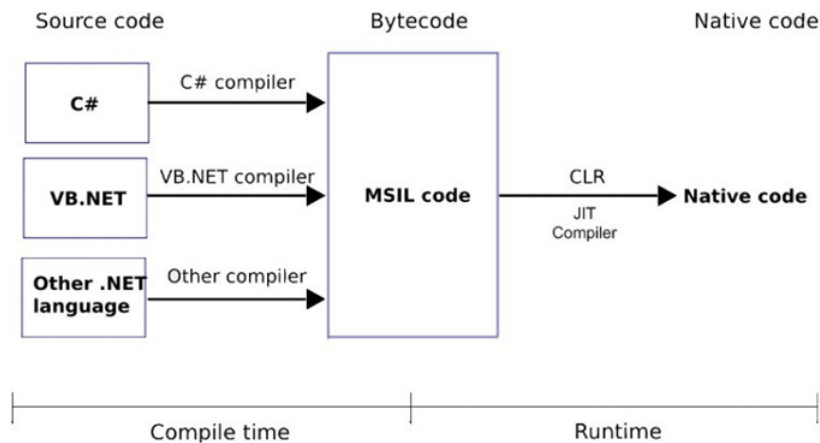 Source code
Bytecode
Native code
C#
C# compiler
VB.NET
VB.NET compiler
Other .NET
language
Other compiler
MSIL code
CLR
JIT
Compiler
Native code
Compile time
Runtime